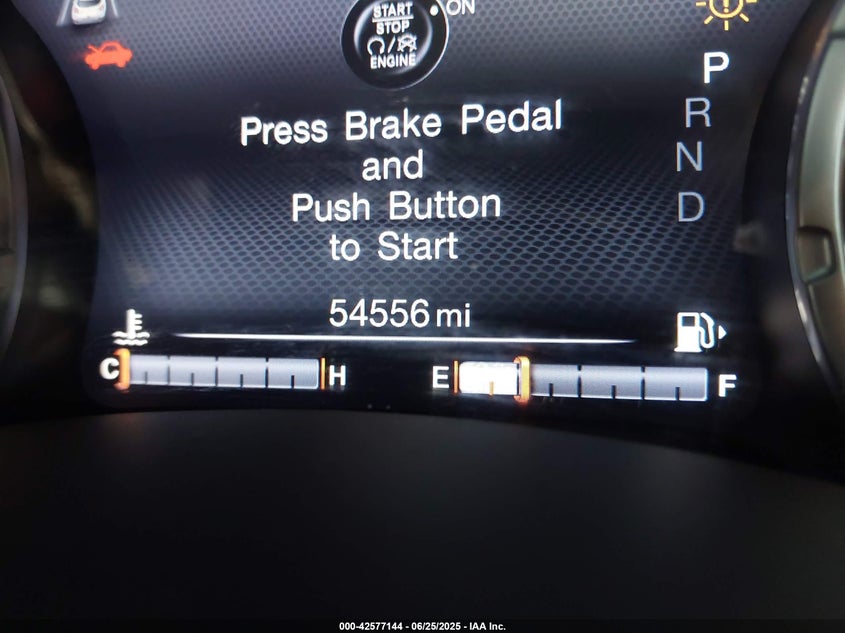 START
STOP
ENGINE
ON
P
R
N
D
Press Brake Pedal
and
Push Button
to Start
54556 mi
C H E F
000-42577144 - 06/25/2025 - IAA Inc.